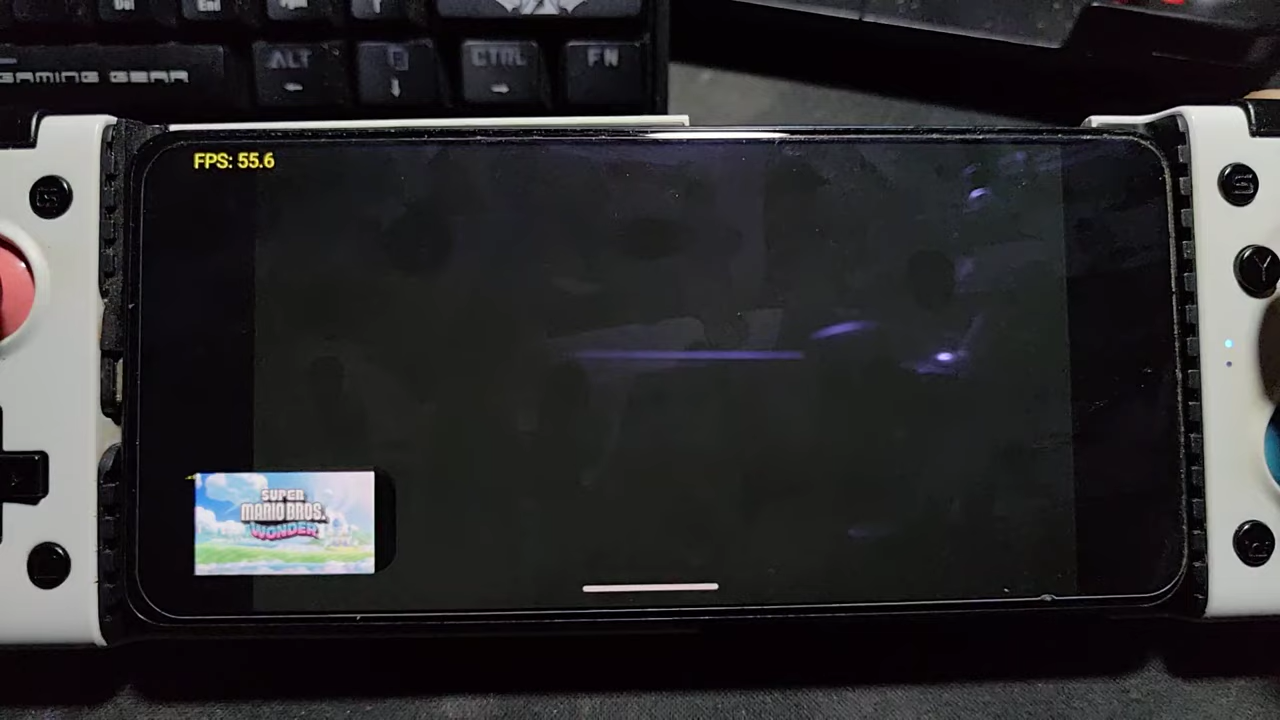 GAMING GEAR
ALT
CTRL
FN
FPS: 55.6
S
Y
SUPER
MARIO BROS.
WONDER